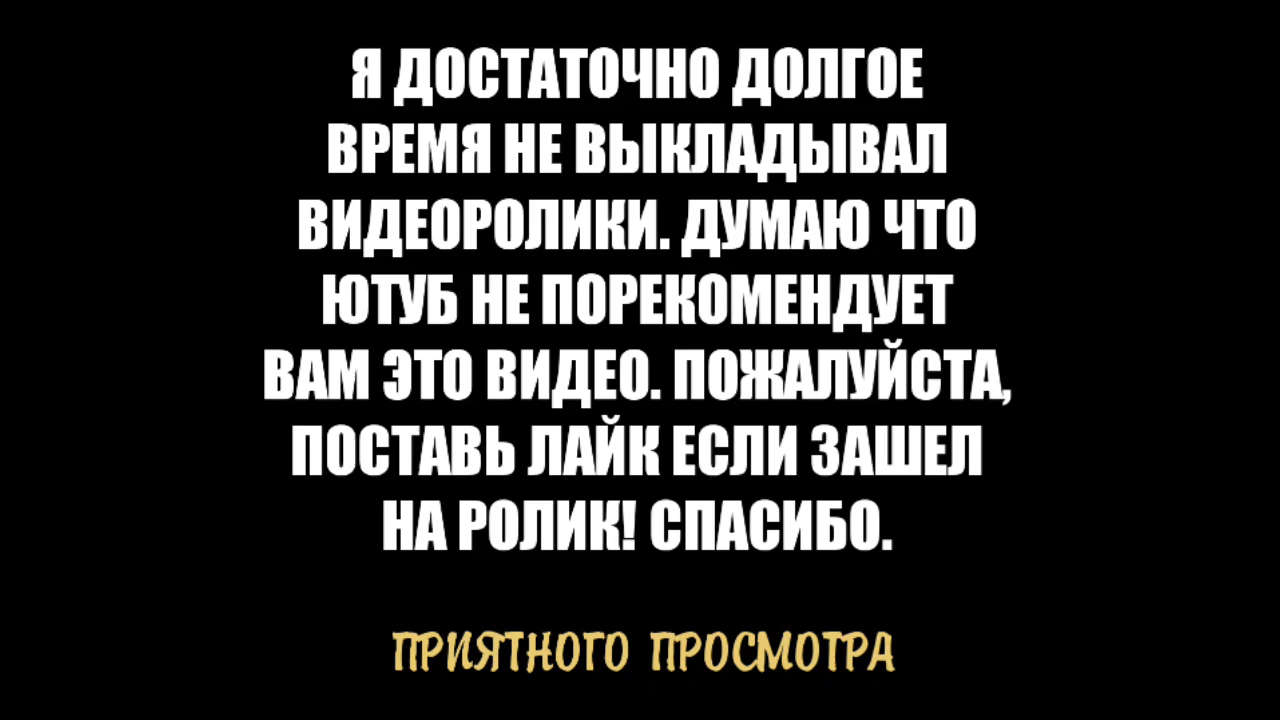 Я ДОСТАТОЧНО ДОЛГОЕ
ВРЕМЯ НЕ ВЫКЛАДЫВАЛ
ВИДЕОРОЛИКИ. ДУМАЮ ЧТО
ЮТУБ НЕ ПОРЕКОМЕНДУЕТ
ВАМ ЭТО ВИДЕО. ПОЖАЛУЙСТА,
ПОСТАВЬ ЛАЙК ЕСЛИ ЗАШЕЛ
НА РОЛИК! СПАСИБО.
ПРИЯТНОГО ПРОСМОТРА